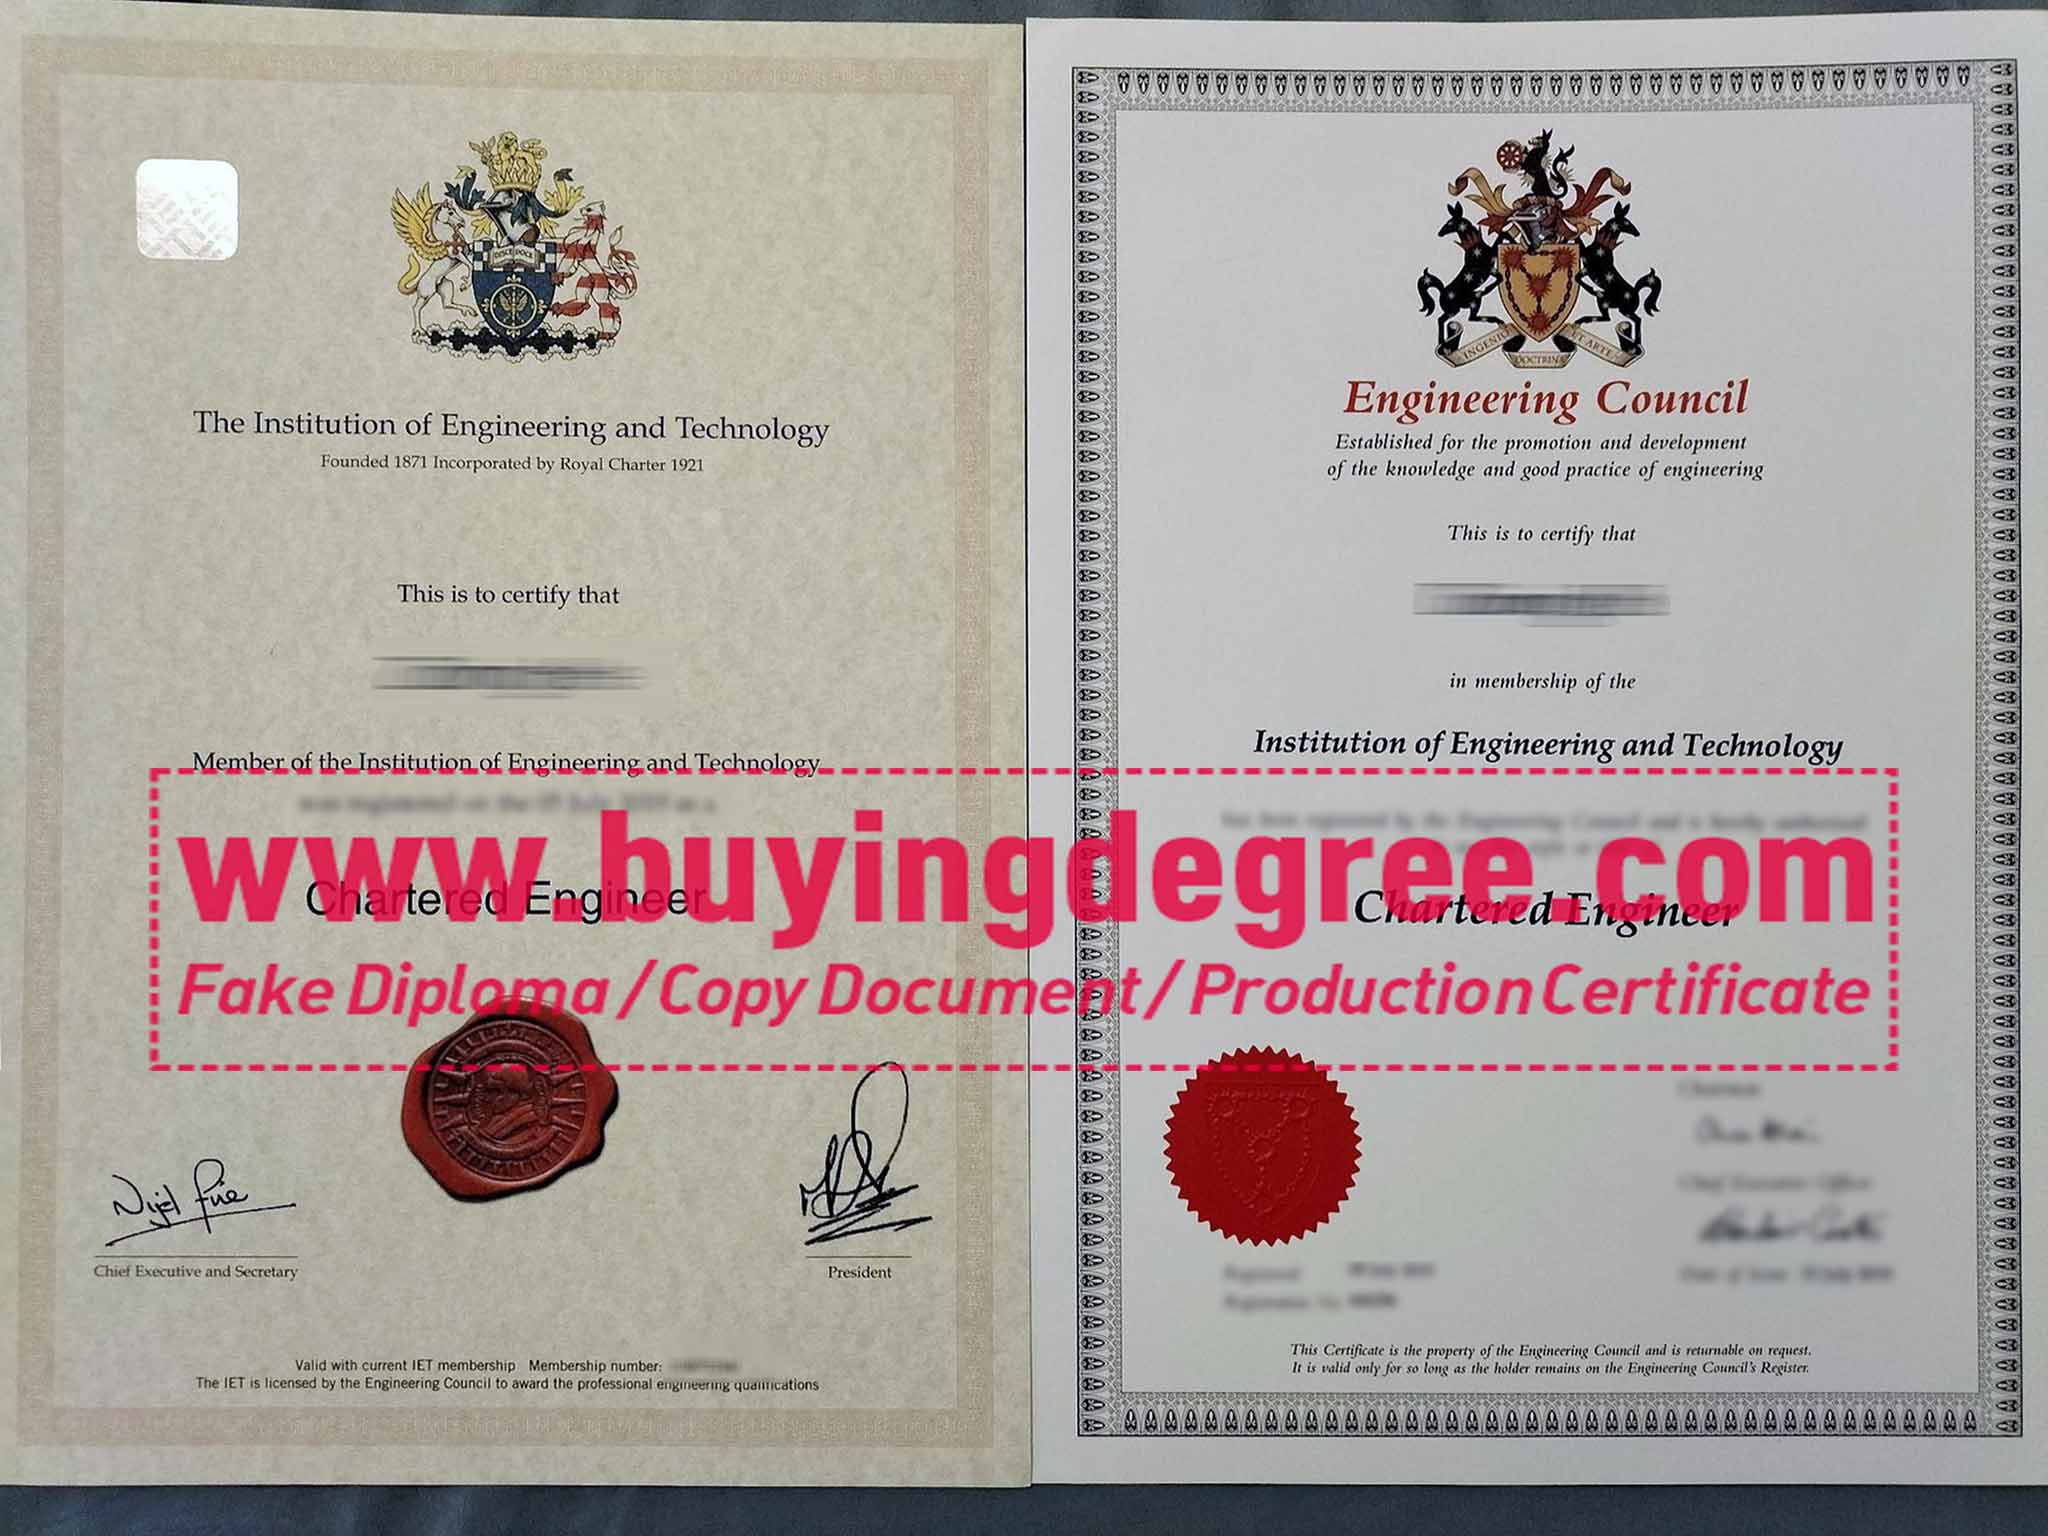 DISCE DOCE
The Institution of Engineering and Technology
Founded 1871 Incorporated by Royal Charter 1921
This is to certify that
Member of the Institution of Engineering and Technology
Chartered Engineer
Chief Executive and Secretary
President
Valid with current IET membership Membership number:
The IET is licensed by the Engineering Council to award the professional engineering qualifications
INGENIO DOCTRINA ET ARTE
Engineering Council
Established for the promotion and development
of the knowledge and good practice of engineering
This is to certify that
in membership of the
Institution of Engineering and Technology
Chartered Engineer
This Certificate is the property of the Engineering Council and is returnable on request.
It is valid only for so long as the holder remains on the Engineering Council's Register.
www.buyingdegree.com
Fake Diploma / Copy Document / Production Certificate